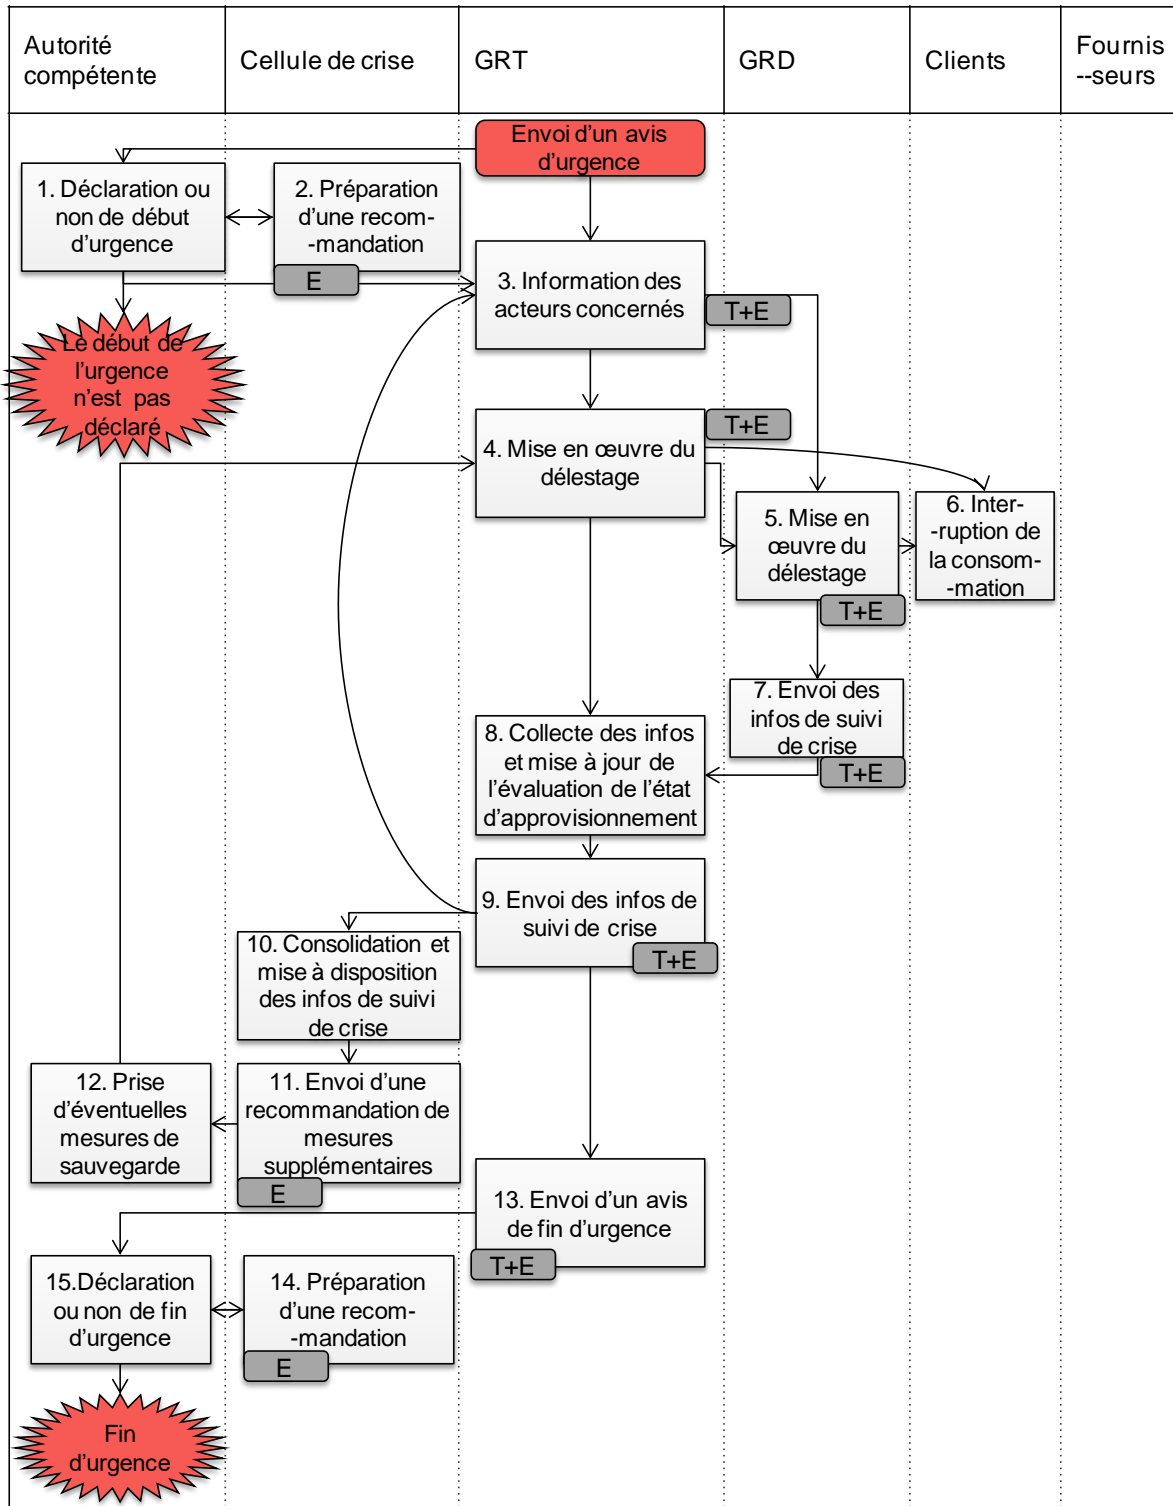 Autorité
compétente
Cellule de crise
GRT
GRD
Clients
Fournis
--seurs
Envoi d'un avis
d'urgence
1. Déclaration ou
non de début
d'urgence
2. Préparation
d'une recom-
-mandation
E
3. Information des
acteurs concernés
T+E
Le début de
l'urgence
n'est pas
déclaré
4. Mise en œuvre du
délestage
T+E
5. Mise en
œuvre du
délestage
T+E
6. Inter-
-ruption de
la consom-
-mation
7. Envoi des
infos de suivi
de crise
T+E
8. Collecte des infos
et mise à jour de
l'évaluation de l'état
d'approvisionnement
9. Envoi des infos de
suivi de crise
T+E
10. Consolidation et
mise à disposition
des infos de suivi
de crise
11. Envoi d'une
recommandation de
mesures
supplémentaires
E
12. Prise
d'éventuelles
mesures de
sauvegarde
13. Envoi d'un avis
de fin d'urgence
T+E
14. Préparation
d'une recom-
-mandation
E
15.Déclaration
ou non de fin
d'urgence
Fin
d'urgence